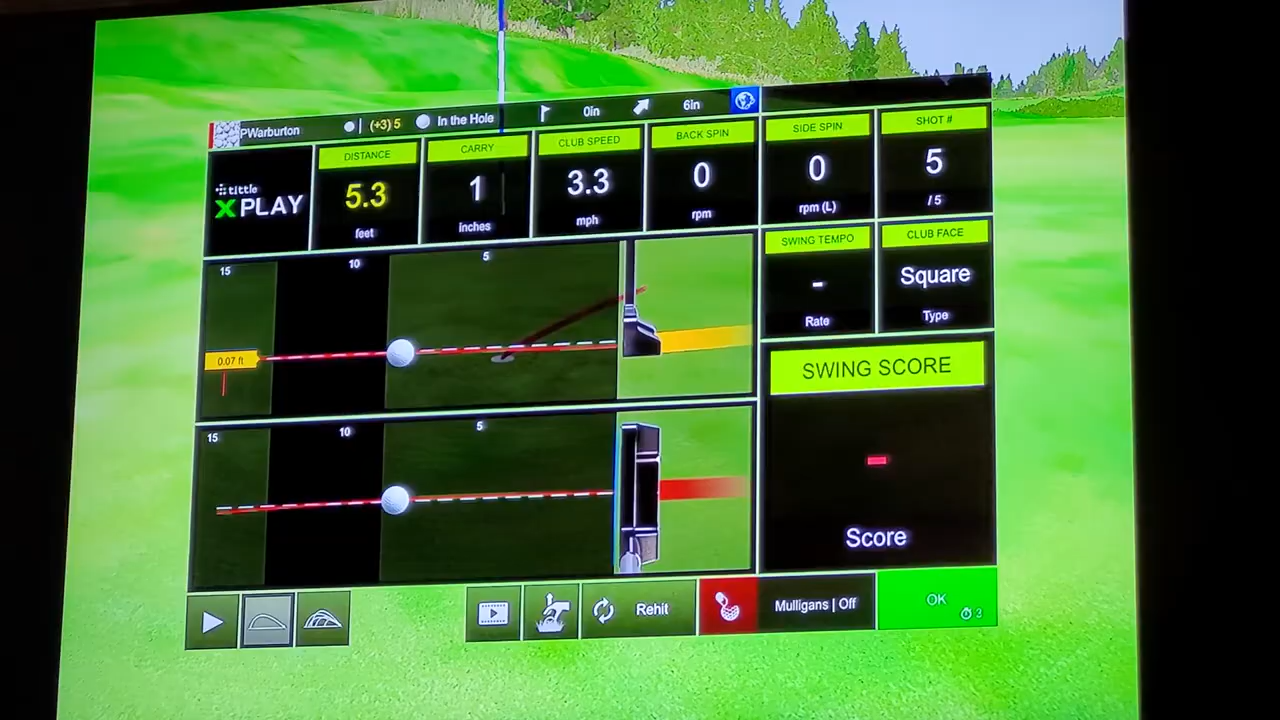 PWarburton (+3) 5 In the Hole 0in 6in
tittle
X PLAY
DISTANCE
5.3
feet
CARRY
1
inches
CLUB SPEED
3.3
mph
BACK SPIN
0
rpm
SIDE SPIN
0
rpm (L)
SHOT #
5
/ 5
SWING TEMPO
-
Rate
CLUB FACE
Square
Type
15 10 5
0.07 ft
15 10 5
SWING SCORE
-
Score
Rehit
Mulligans | Off
OK
3